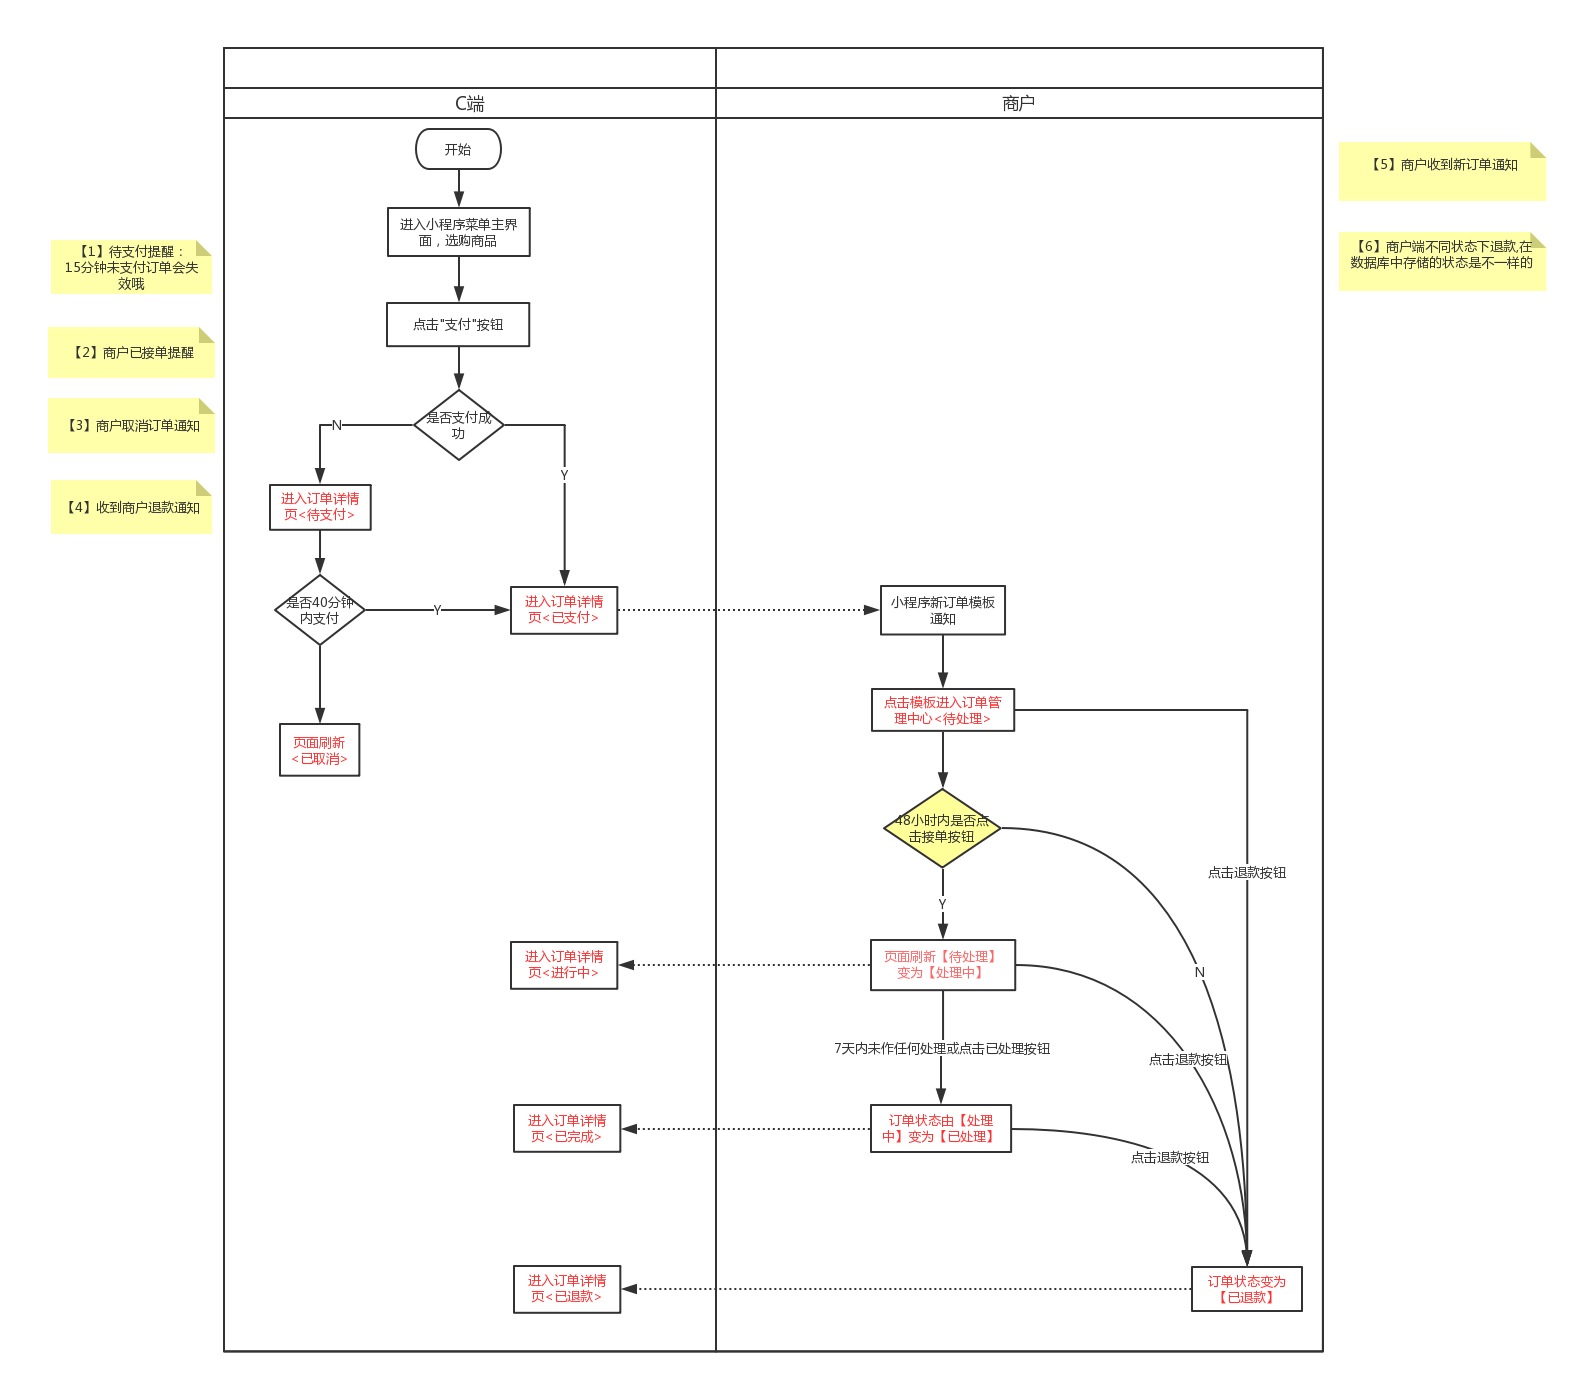 C端
商户
开始
进入小程序菜单主界
面，选购商品
点击"支付"按钮
是否支付成
功
N
Y
进入订单详情
页<待支付>
是否40分钟
内支付
Y
进入订单详情
页<已支付>
页面刷新
<已取消>
小程序新订单模板
通知
点击模板进入订单管
理中心<待处理>
48小时内是否点
击接单按钮
点击退款按钮
Y
N
页面刷新【待处理】
变为【处理中】
进入订单详情
页<进行中>
7天内未作任何处理或点击已处理按钮
点击退款按钮
订单状态由【处理
中】变为【已处理】
进入订单详情
页<已完成>
点击退款按钮
订单状态变为
【已退款】
进入订单详情
页<已退款>
【1】待支付提醒：
15分钟未支付订单会失
效哦
【2】商户已接单提醒
【3】商户取消订单通知
【4】收到商户退款通知
【5】商户收到新订单通知
【6】商户端不同状态下退款,在
数据库中存储的状态是不一样的